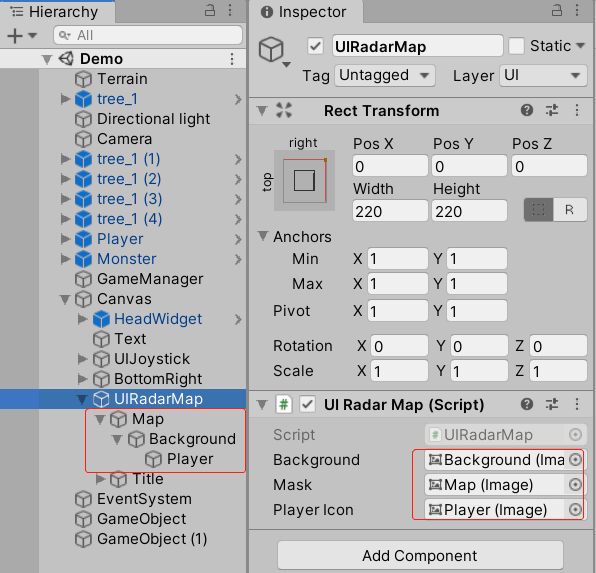 Hierarchy
All
Demo
Terrain
tree_1
Directional light
Camera
tree_1 (1)
tree_1 (2)
tree_1 (3)
tree_1 (4)
Player
Monster
GameManager
Canvas
HeadWidget
Text
UIJoystick
BottomRight
UIRadarMap
Map
Background
Player
Title
EventSystem
GameObject
GameObject (1)
Inspector
UIRadarMap Static
Tag Untagged Layer UI
Rect Transform
right Pos X Pos Y Pos Z
top 0 0 0
Width Height
220 220 R
Anchors
Min X 1 Y 1
Max X 1 Y 1
Pivot X 1 Y 1
Rotation X 0 Y 0 Z 0
Scale X 1 Y 1 Z 1
# UI Radar Map (Script)
Script # UIRadarMap
Background Background (Ima
Mask Map (Image)
Player Icon Player (Image)
Add Component